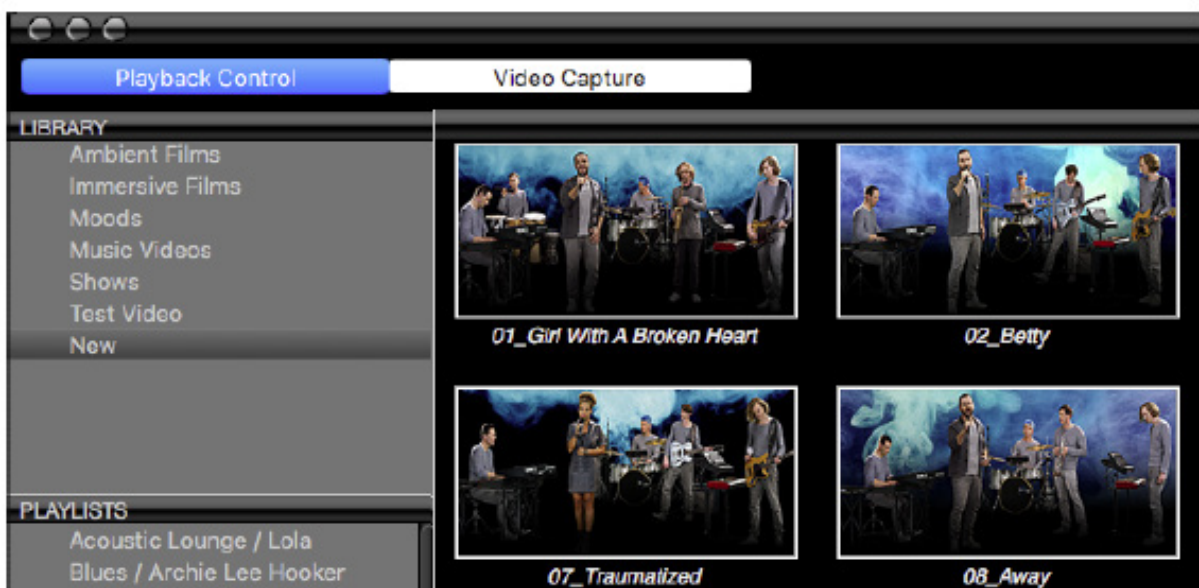 Playback Control
Video Capture
LIBRARY
Ambient Films
Immersive Films
Moods
Music Videos
Shows
Test Video
New
01_Girl With A Broken Heart
02_Betty
07_Traumatized
08_Away
PLAYLISTS
Acoustic Lounge / Lola
Blues / Archie Lee Hooker